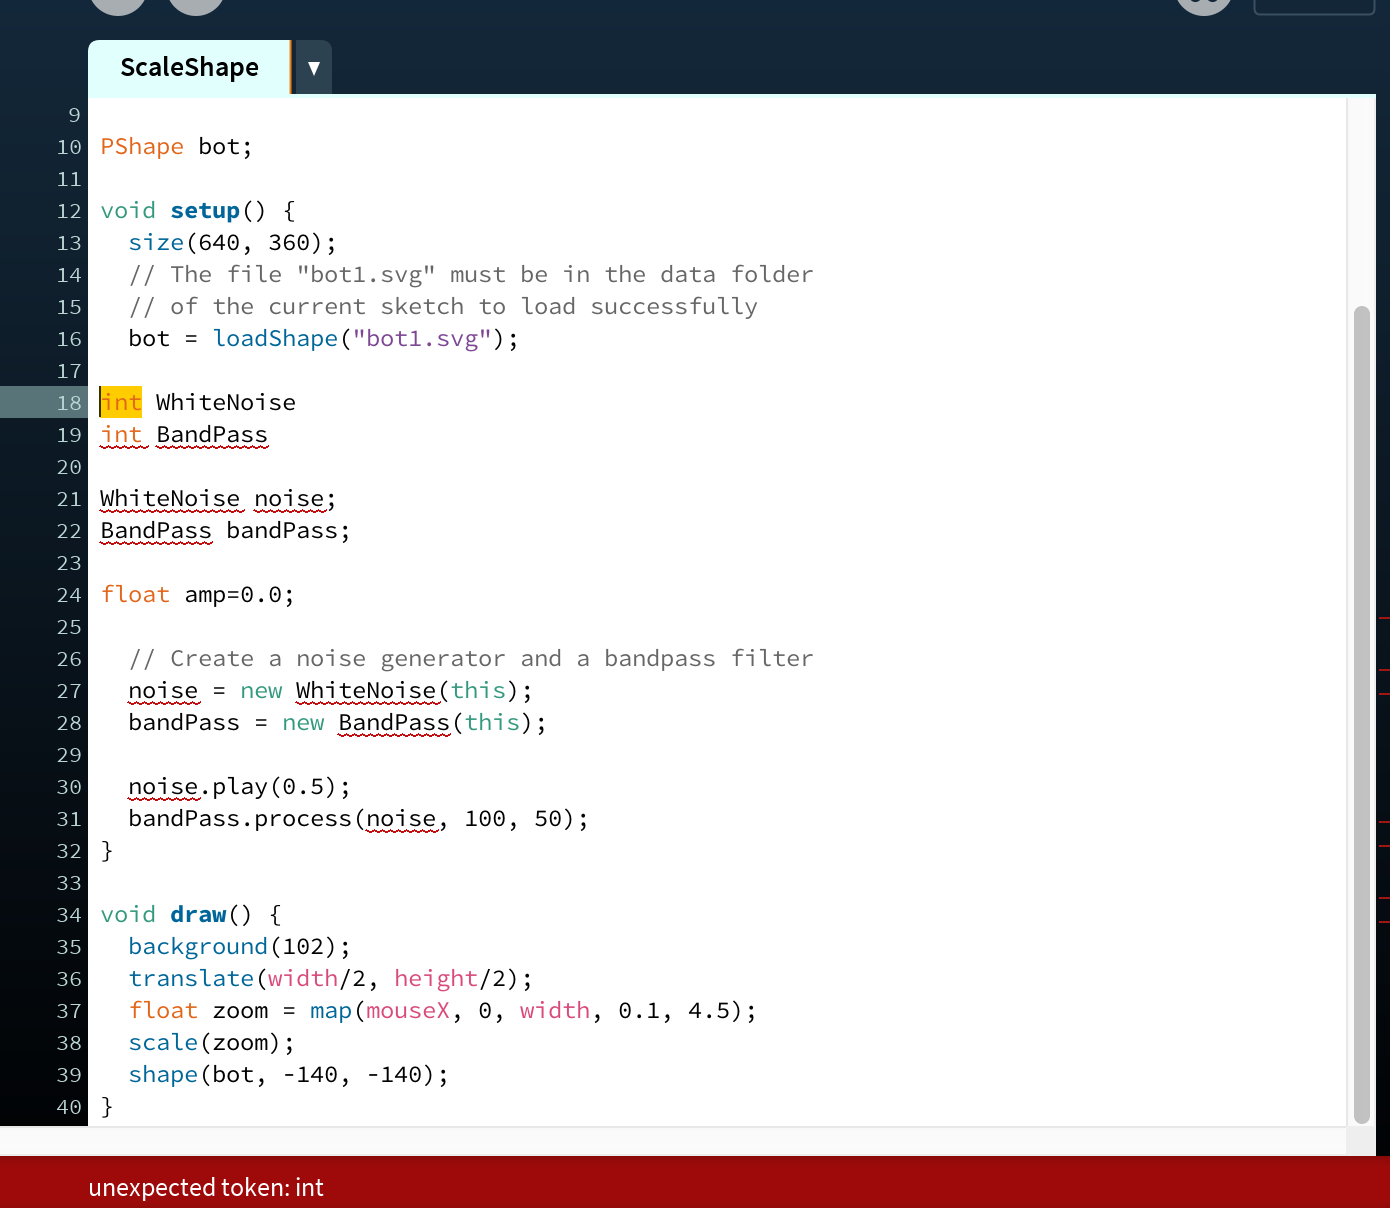 ScaleShape ▼
9
10 PShape bot;
11
12 void setup() {
13   size(640, 360);
14   // The file "bot1.svg" must be in the data folder
15   // of the current sketch to load successfully
16   bot = loadShape("bot1.svg");
17
18 int WhiteNoise
19 int BandPass
20
21 WhiteNoise noise;
22 BandPass bandPass;
23
24 float amp=0.0;
25
26   // Create a noise generator and a bandpass filter
27   noise = new WhiteNoise(this);
28   bandPass = new BandPass(this);
29
30   noise.play(0.5);
31   bandPass.process(noise, 100, 50);
32 }
33
34 void draw() {
35   background(102);
36   translate(width/2, height/2);
37   float zoom = map(mouseX, 0, width, 0.1, 4.5);
38   scale(zoom);
39   shape(bot, -140, -140);
40 }
unexpected token: int